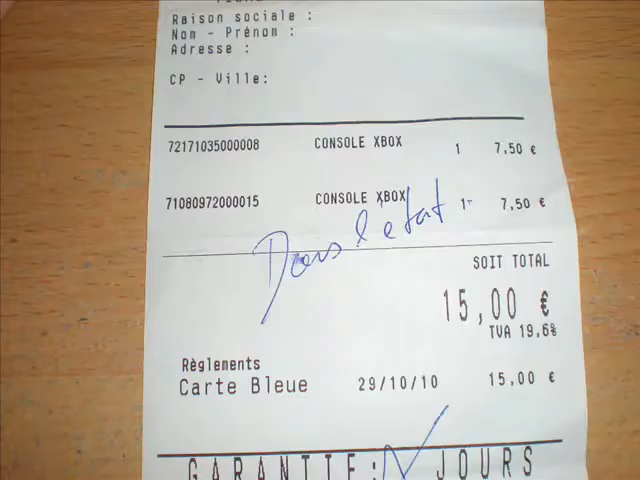 Raison sociale :
Nom - Prénom :
Adresse :
CP - Ville:
72171035000008 CONSOLE XBOX 1 7,50 €
71080972000015 CONSOLE XBOX 1 7,50 €
Dans l etat
SOIT TOTAL
15,00 €
TVA 19,6%
Règlements
Carte Bleue 29/10/10 15,00 €
GARANTIE: JOURS